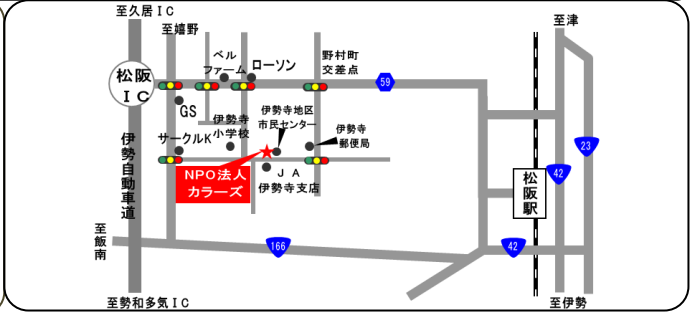 至久居ＩＣ
至嬉野
至津
ベル
ファーム
ローソン
野村町
交差点
59
松阪
ＩＣ
GS
伊勢寺
小学校
伊勢寺地区
市民センター
伊勢寺
郵便局
サークルK
23
伊勢自動車道
NPO法人
カラーズ
ＪＡ
伊勢寺支店
松阪駅
42
至飯南
166
42
至勢和多気ＩＣ
至伊勢